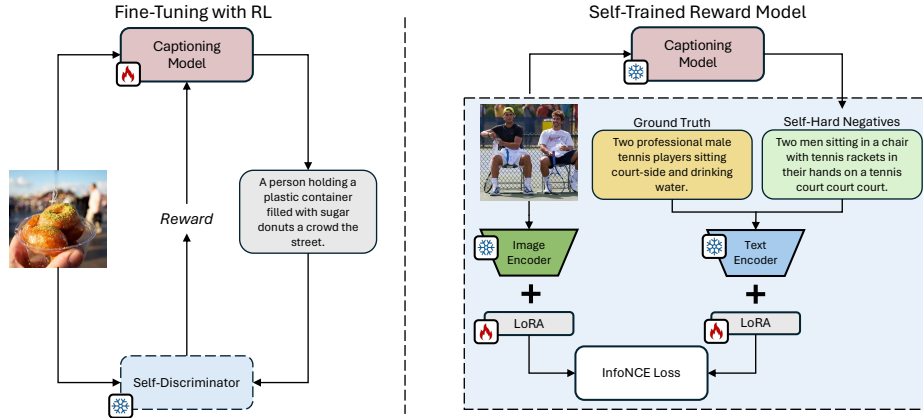 Fine-Tuning with RL
Captioning
Model
Reward
A person holding a
plastic container
filled with sugar
donuts a crowd the
street.
Self-Discriminator
Self-Trained Reward Model
Captioning
Model
Ground Truth
Two professional male
tennis players sitting
court-side and drinking
water.
Self-Hard Negatives
Two men sitting in a chair
with tennis rackets in
their hands on a tennis
court court court.
Image
Encoder
Text
Encoder
+
+
LoRA
LoRA
InfoNCE Loss